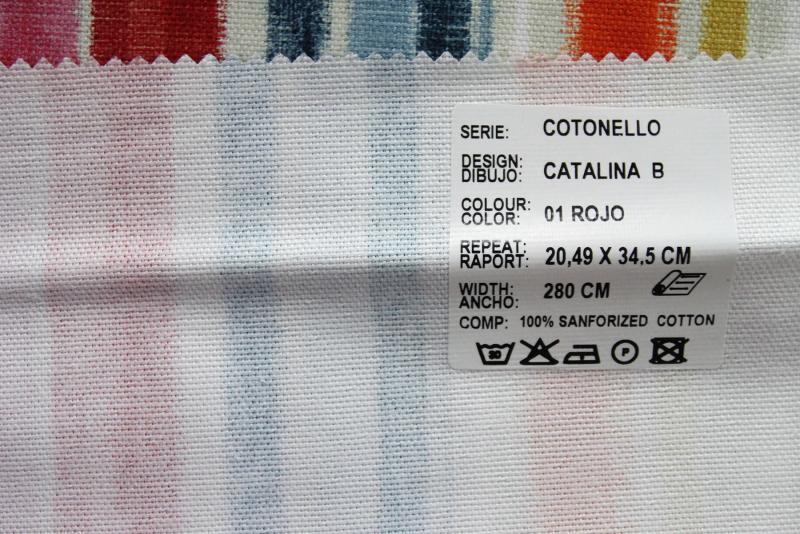 SERIE: COTONELLO
DESIGN:
DIBUJO: CATALINA B
COLOUR:
COLOR: 01 ROJO
REPEAT:
RAPORT: 20,49 X 34,5 CM
WIDTH:
ANCHO: 280 CM
COMP: 100% SANFORIZED COTTON
30 P